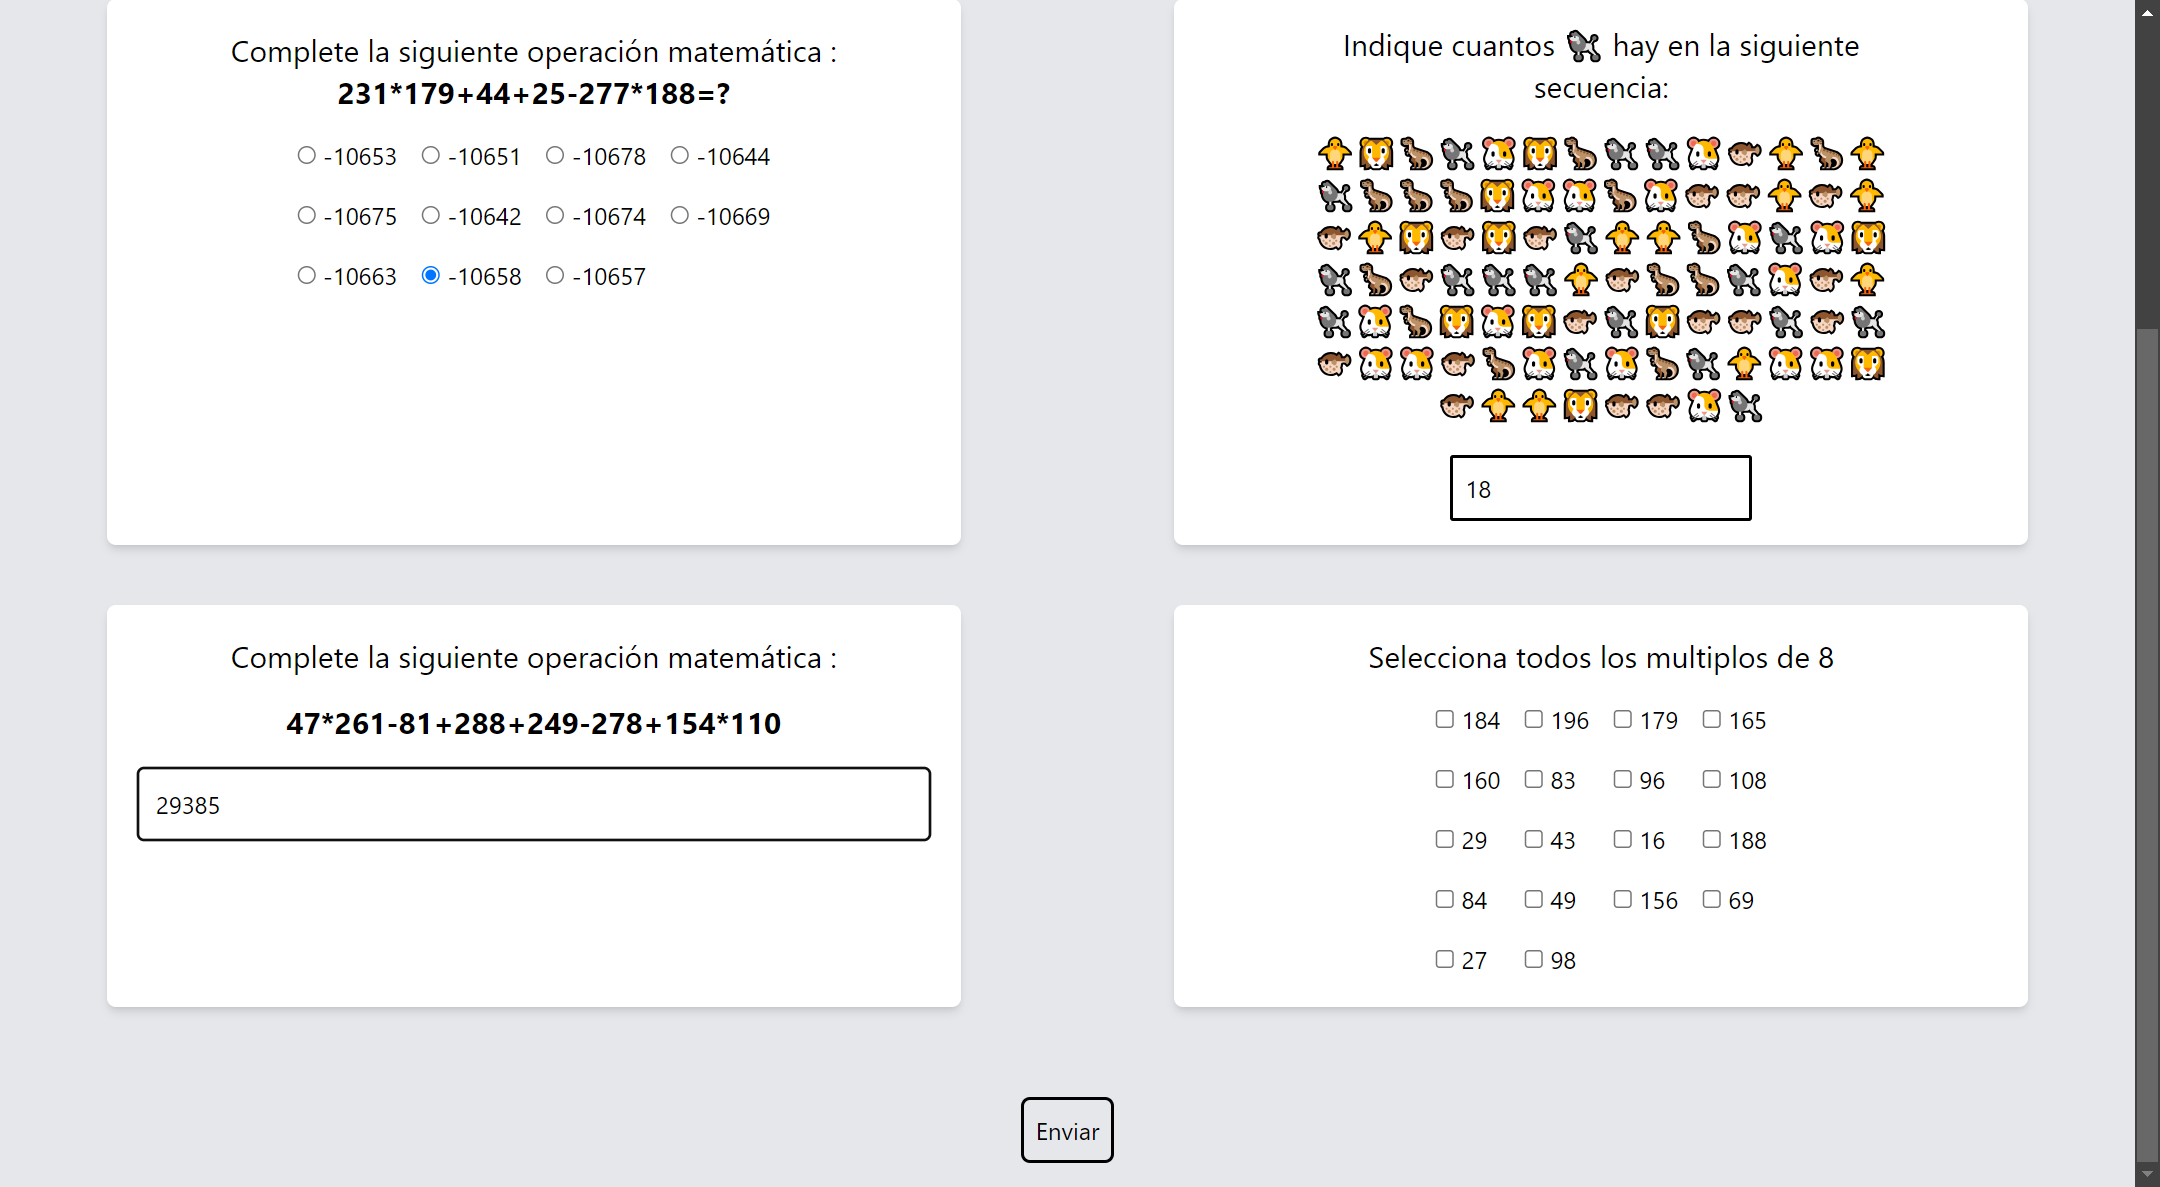 Complete la siguiente operación matemática :
231*179+44+25-277*188=?
-10653 -10651 -10678 -10644
-10675 -10642 -10674 -10669
-10663 -10658 -10657
Indique cuantos 🐩 hay en la siguiente
secuencia:
18
Complete la siguiente operación matemática :
47*261-81+288+249-278+154*110
29385
Selecciona todos los multiplos de 8
184 196 179 165
160 83 96 108
29 43 16 188
84 49 156 69
27 98
Enviar